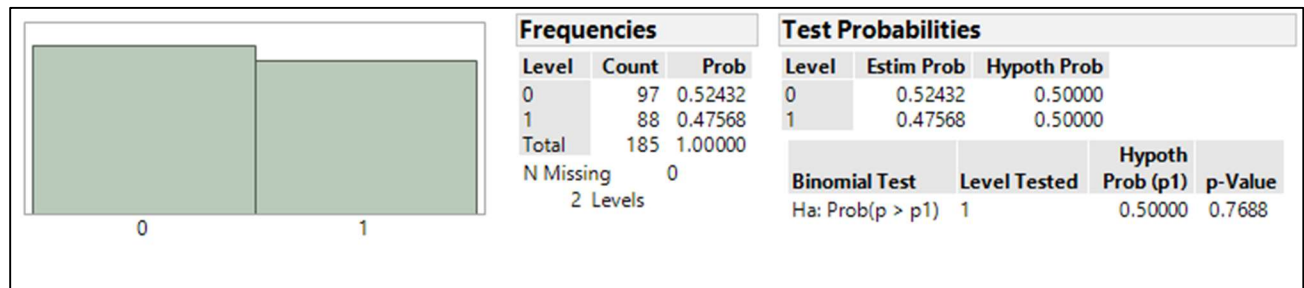 0 1
Frequencies
Level Count Prob
0 97 0.52432
1 88 0.47568
Total 185 1.00000
N Missing 0
2 Levels
Test Probabilities
Level Estim Prob Hypoth Prob
0 0.52432 0.50000
1 0.47568 0.50000
Hypoth
Binomial Test Level Tested Prob (p1) p-Value
Ha: Prob(p > p1) 1 0.50000 0.7688